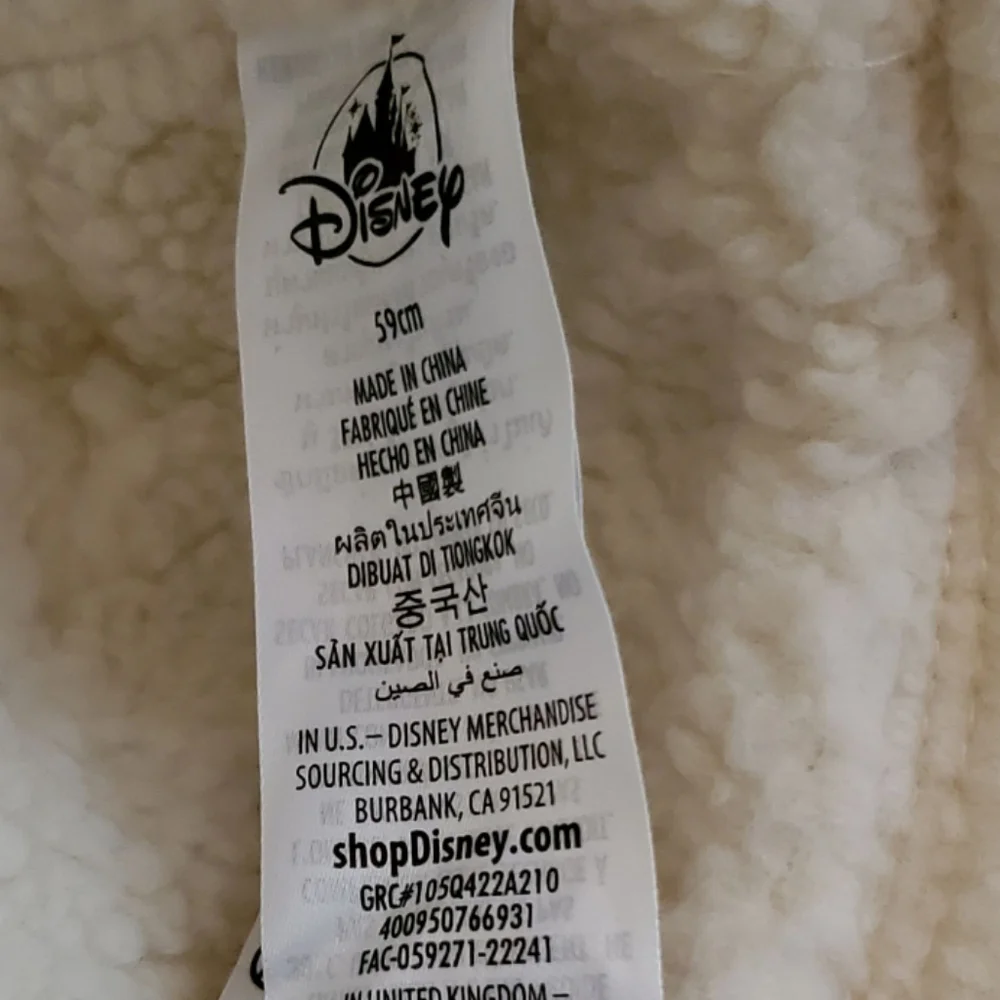 Disney
59cm
MADE IN CHINA
FABRIQUÉ EN CHINE
HECHO EN CHINA
中國製
ผลิตในประเทศจีน
DIBUAT DI TIONGKOK
중국산
SẢN XUẤT TẠI TRUNG QUỐC
صنع في الصين
IN U.S.– DISNEY MERCHANDISE
SOURCING & DISTRIBUTION, LLC
BURBANK, CA 91521
shopDisney.com
GRC#105Q422A210
400950766931
FAC-059271-22241
IN UNITED KINGDOM –